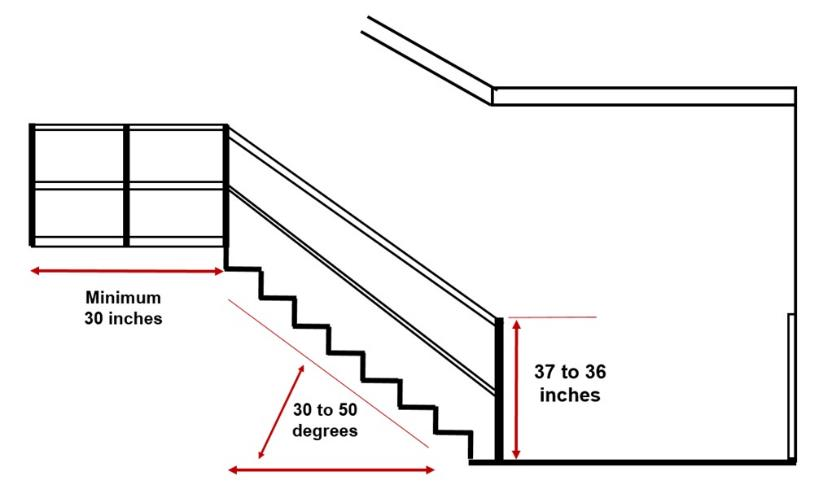 Minimum
30 inches
37 to 36
inches
30 to 50
degrees